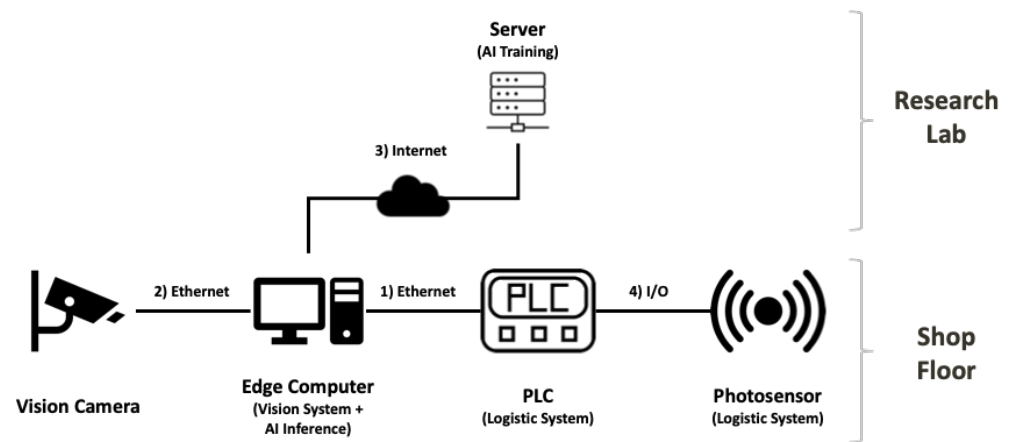 Server
(AI Training)
Research
Lab
3) Internet
2) Ethernet
1) Ethernet
PLC
4) I/O
Shop
Floor
Vision Camera
Edge Computer
(Vision System +
AI Inference)
PLC
(Logistic System)
Photosensor
(Logistic System)